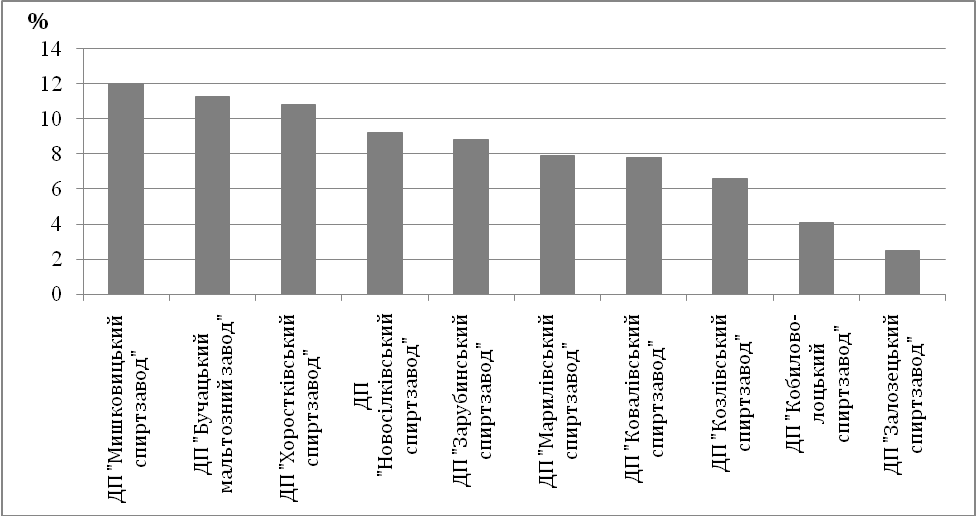 %
14
12
10
8
6
4
2
0
ДП "Мишковицький
спиртзавод"
ДП "Бучацький
мальтозний завод"
ДП "Хоростківський
спиртзавод"
ДП
"Новосілківський
спиртзавод"
ДП "Зарубинський
спиртзавод"
ДП "Марилівський
спиртзавод"
ДП "Ковалівський
спиртзавод"
ДП "Козлівський
спиртзавод"
ДП "Кобилово-
лоцький
спиртзавод"
ДП "Залозецький
спиртзавод"